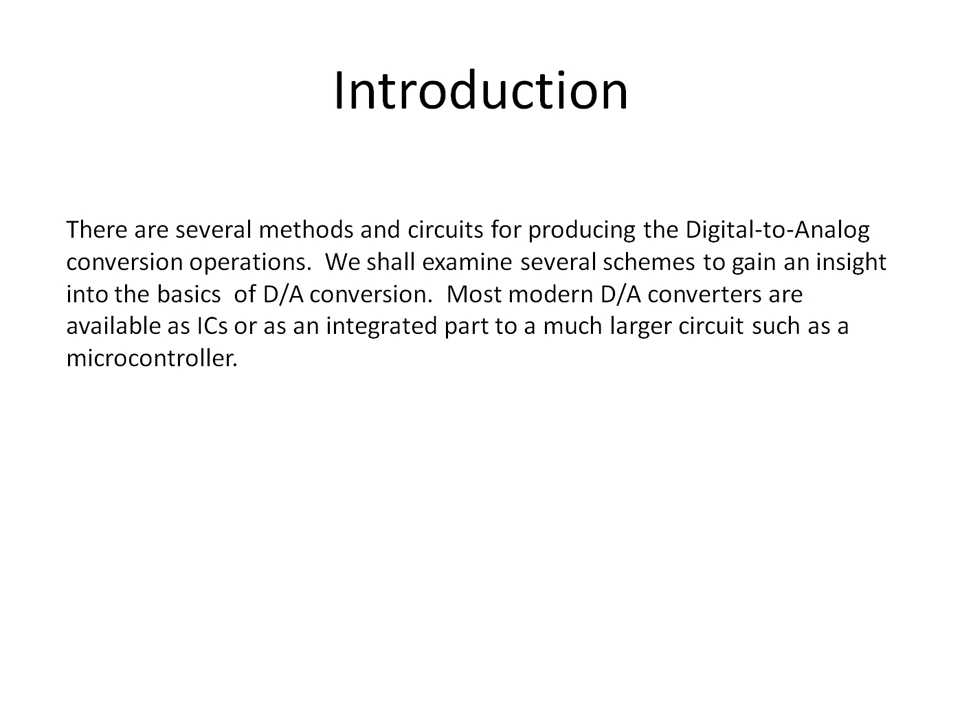 Introduction
There are several methods and circuits for producing the Digital-to-Analog
conversion operations.  We shall examine several schemes to gain an insight
into the basics  of D/A conversion.  Most modern D/A converters are
available as ICs or as an integrated part to a much larger circuit such as a
microcontroller.